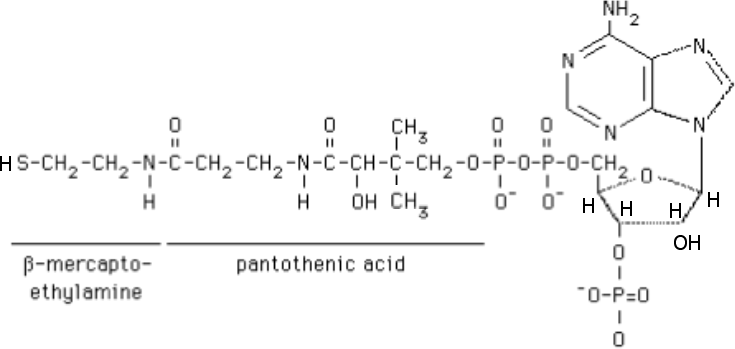 NH₂
N N
N N
O O CH₃ O O
HS-CH₂-CH₂-N-C-CH₂-CH₂-N-C-CH-C-CH₂-O-P-O-P-O-CH₂ O
H H OH CH₃ O⁻ O⁻ H H H H
OH
O
β-mercapto- pantothenic acid
ethylamine
⁻O-P=O
O